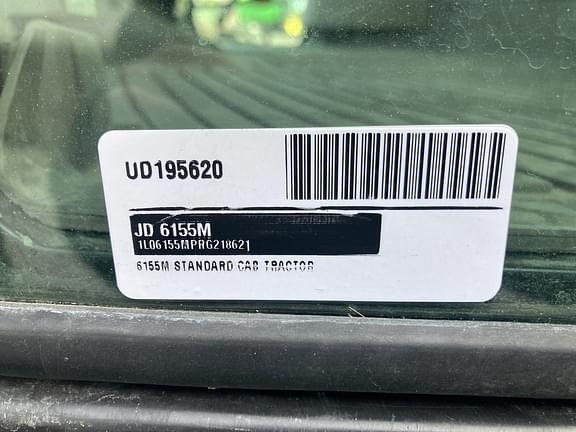 UD195620
JD 6155M
1L06155MPRG218621
6155M STANDARD CAB TRACTOR